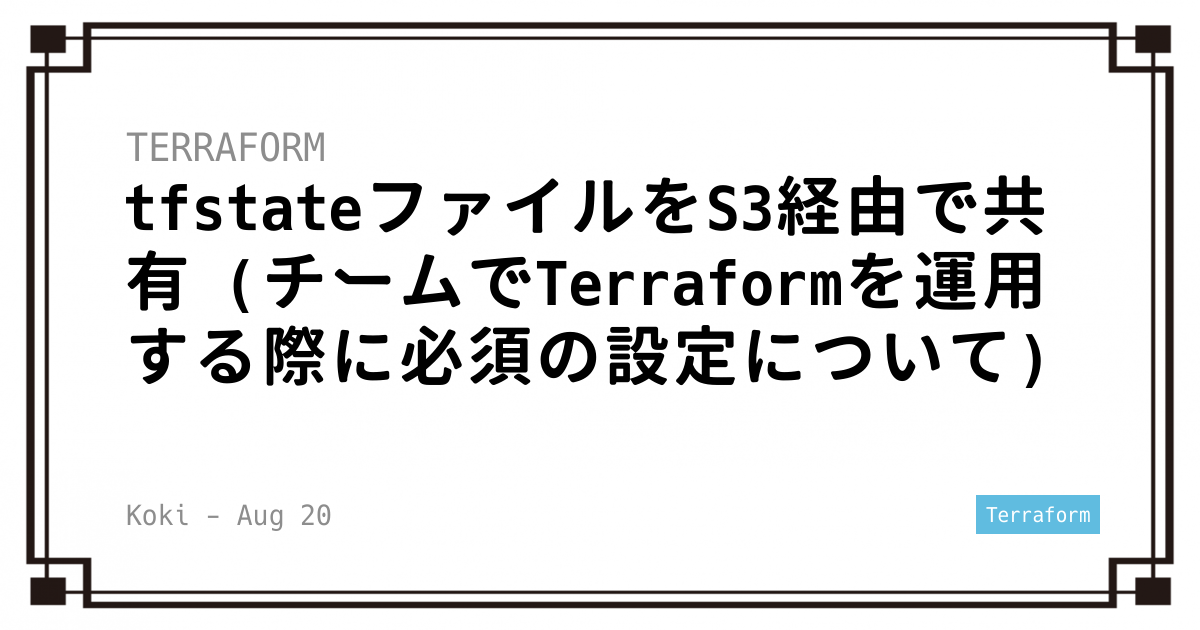 TERRAFORM
tfstateファイルをS3経由で共
有 (チームでTerraformを運用
する際に必須の設定について)
Koki – Aug 20
Terraform